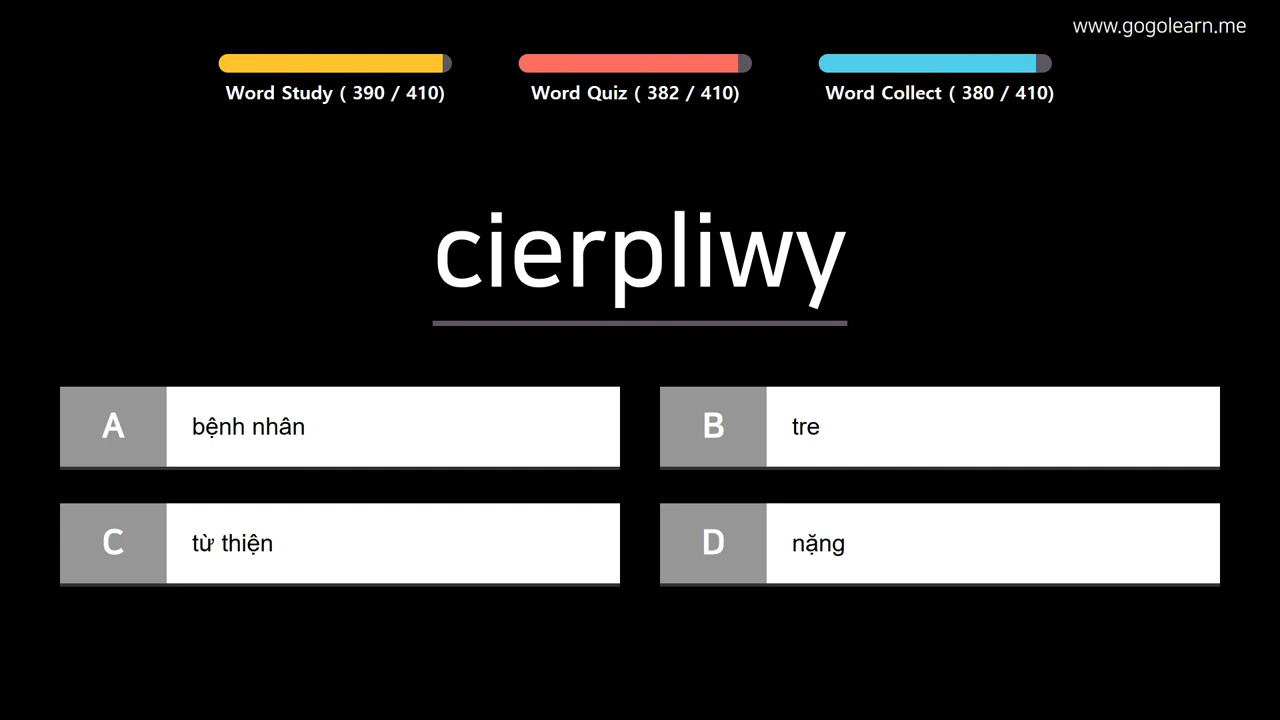 www.gogolearn.me
Word Study ( 390 / 410)
Word Quiz ( 382 / 410)
Word Collect ( 380 / 410)
cierpliwy
A bệnh nhân
B tre
C từ thiện
D nặng